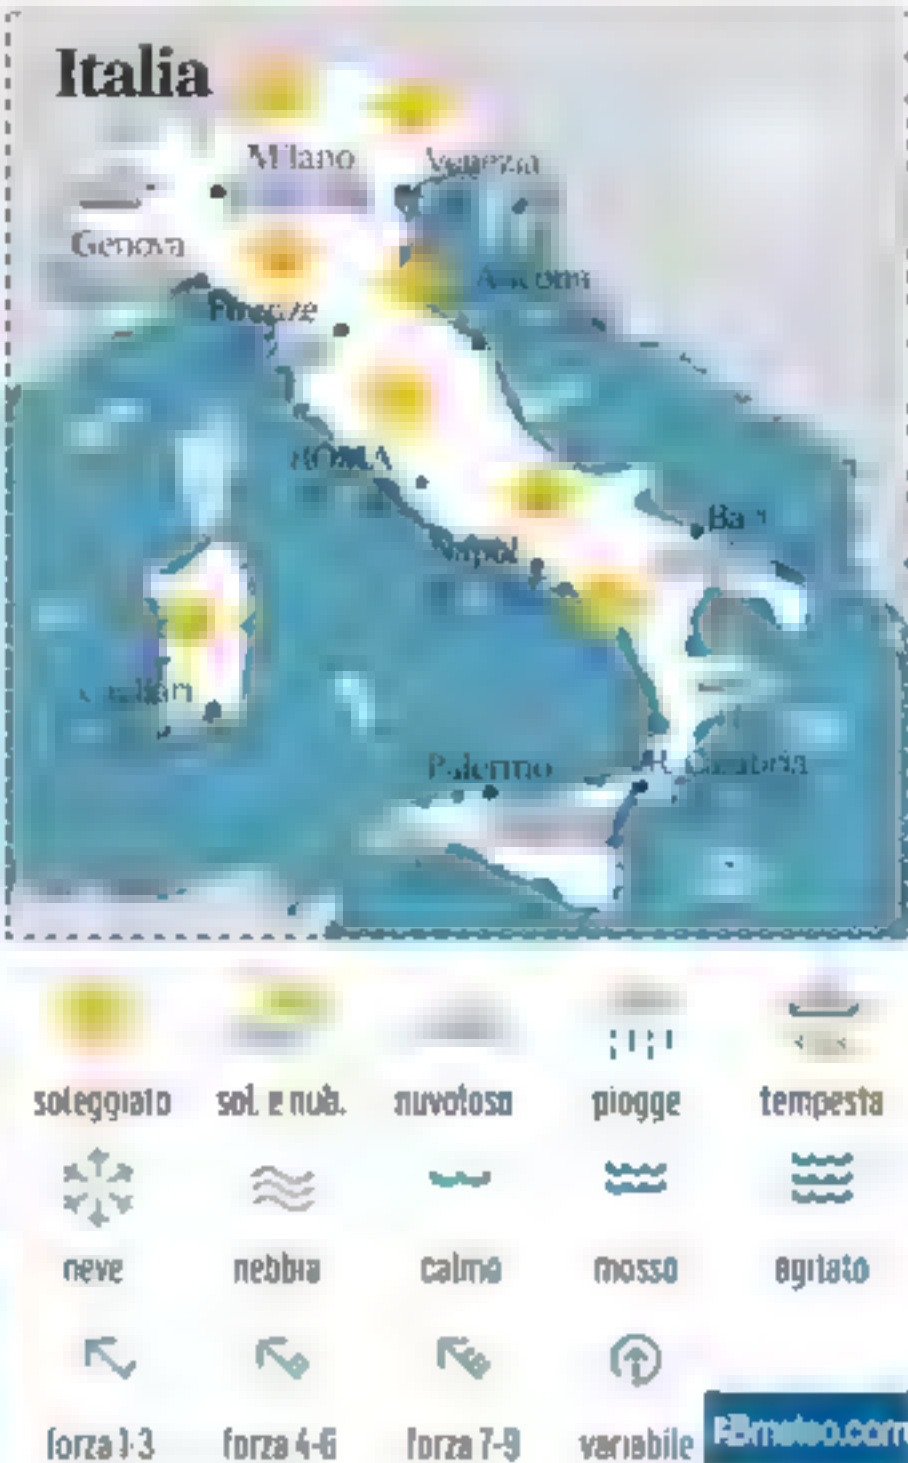 Italia
Milano
Venezia
Genova
Ancona
Firenze
ROMA
Bari
Napoli
Cagliari
Palermo
R. Calabria
soleggiato
sol. e nub.
nuvoloso
piogge
tempesta
neve
nebbia
calmo
mosso
agitato
forza 1-3
forza 4-6
forza 7-9
variabile
3Bmeteo.com